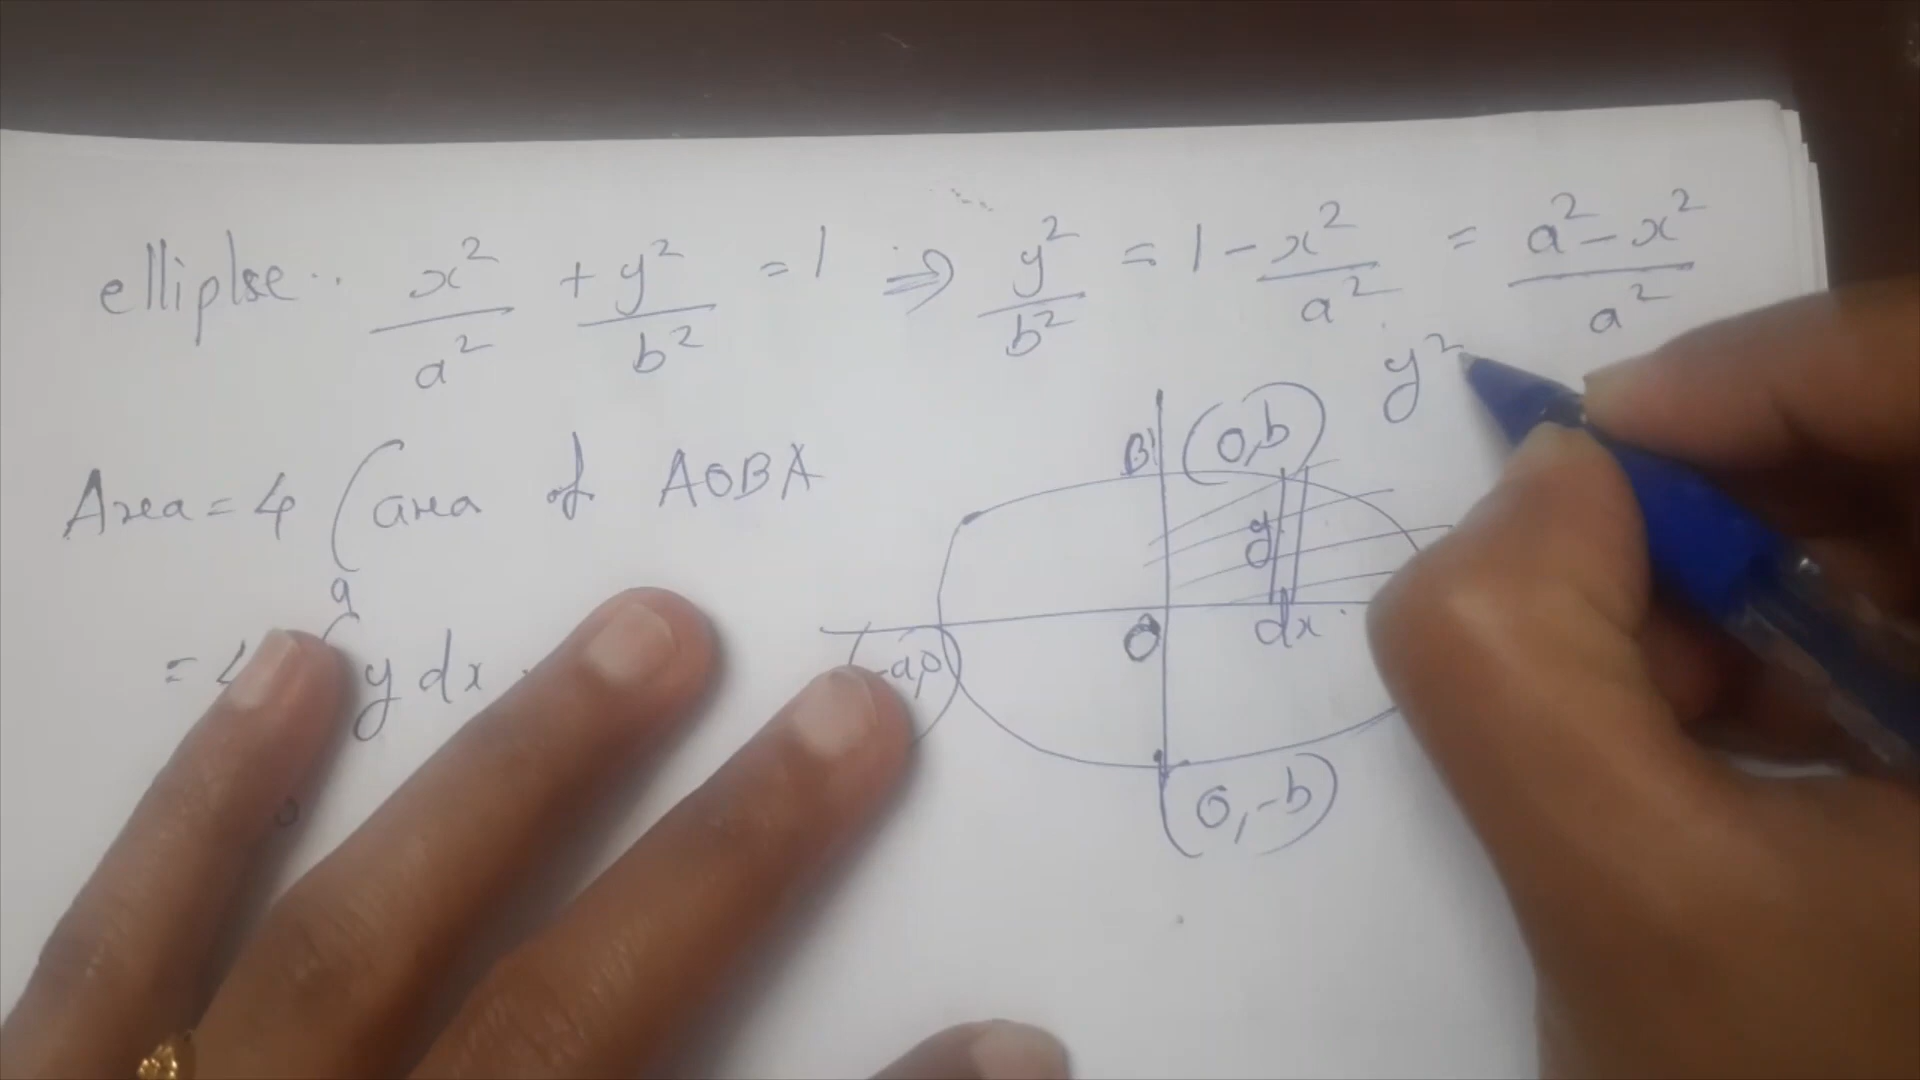 elliplse.. x²/a² + y²/b² = 1 ⇒ y²/b² = 1 - x²/a² = a² - x²/a²
y²
B (0,b)
Area = 4 (area of AOBA
y
a
= 4 ∫ y dx
O dx
(-a,0)
(0,-b)